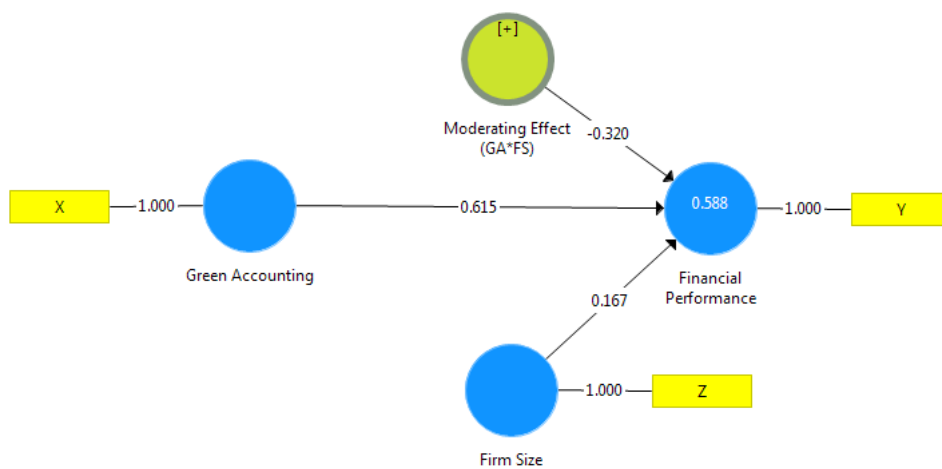 [+]
Moderating Effect
(GA*FS)
-0.320
X
1.000
0.615
0.588
1.000
Y
Green Accounting
Financial
Performance
0.167
1.000
Z
Firm Size